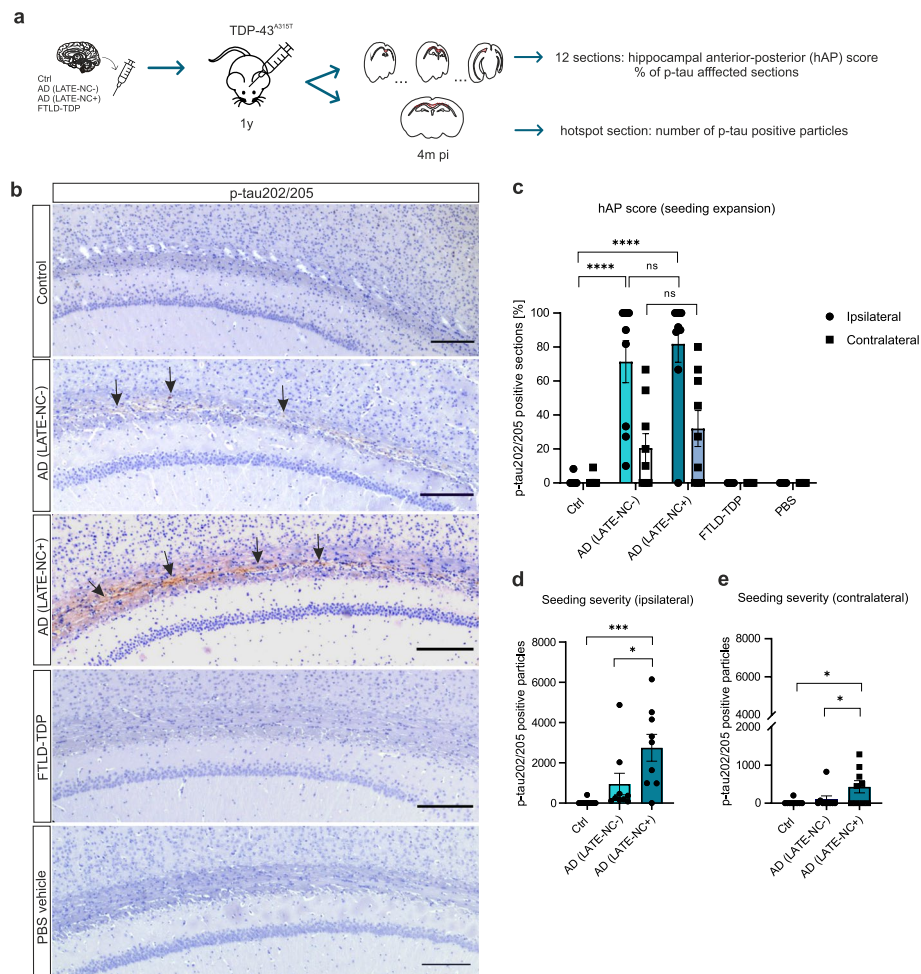 a
TDP-43A315T
Ctrl
AD (LATE-NC-)
AD (LATE-NC+)
FTLD-TDP
1y
... ...
4m pi
12 sections: hippocampal anterior-posterior (hAP) score
% of p-tau afffected sections
hotspot section: number of p-tau positive particles
b
p-tau202/205
Control
AD (LATE-NC-)
AD (LATE-NC+)
FTLD-TDP
PBS vehicle
c
hAP score (seeding expansion)
**** 
**** ns
ns
Ipsilateral
Contralateral
p-tau202/205 positive sections [%]
100
80
60
40
20
0
Ctrl
AD (LATE-NC-)
AD (LATE-NC+)
FTLD-TDP
PBS
d
Seeding severity (ipsilateral)
p-tau202/205 positive particles
8000
6000
4000
2000
0
***
*
Ctrl
AD (LATE-NC-)
AD (LATE-NC+)
e
Seeding severity (contralateral)
p-tau202/205 positive particles
8000
6000
4000
2000
1000
0
*
*
Ctrl
AD (LATE-NC-)
AD (LATE-NC+)